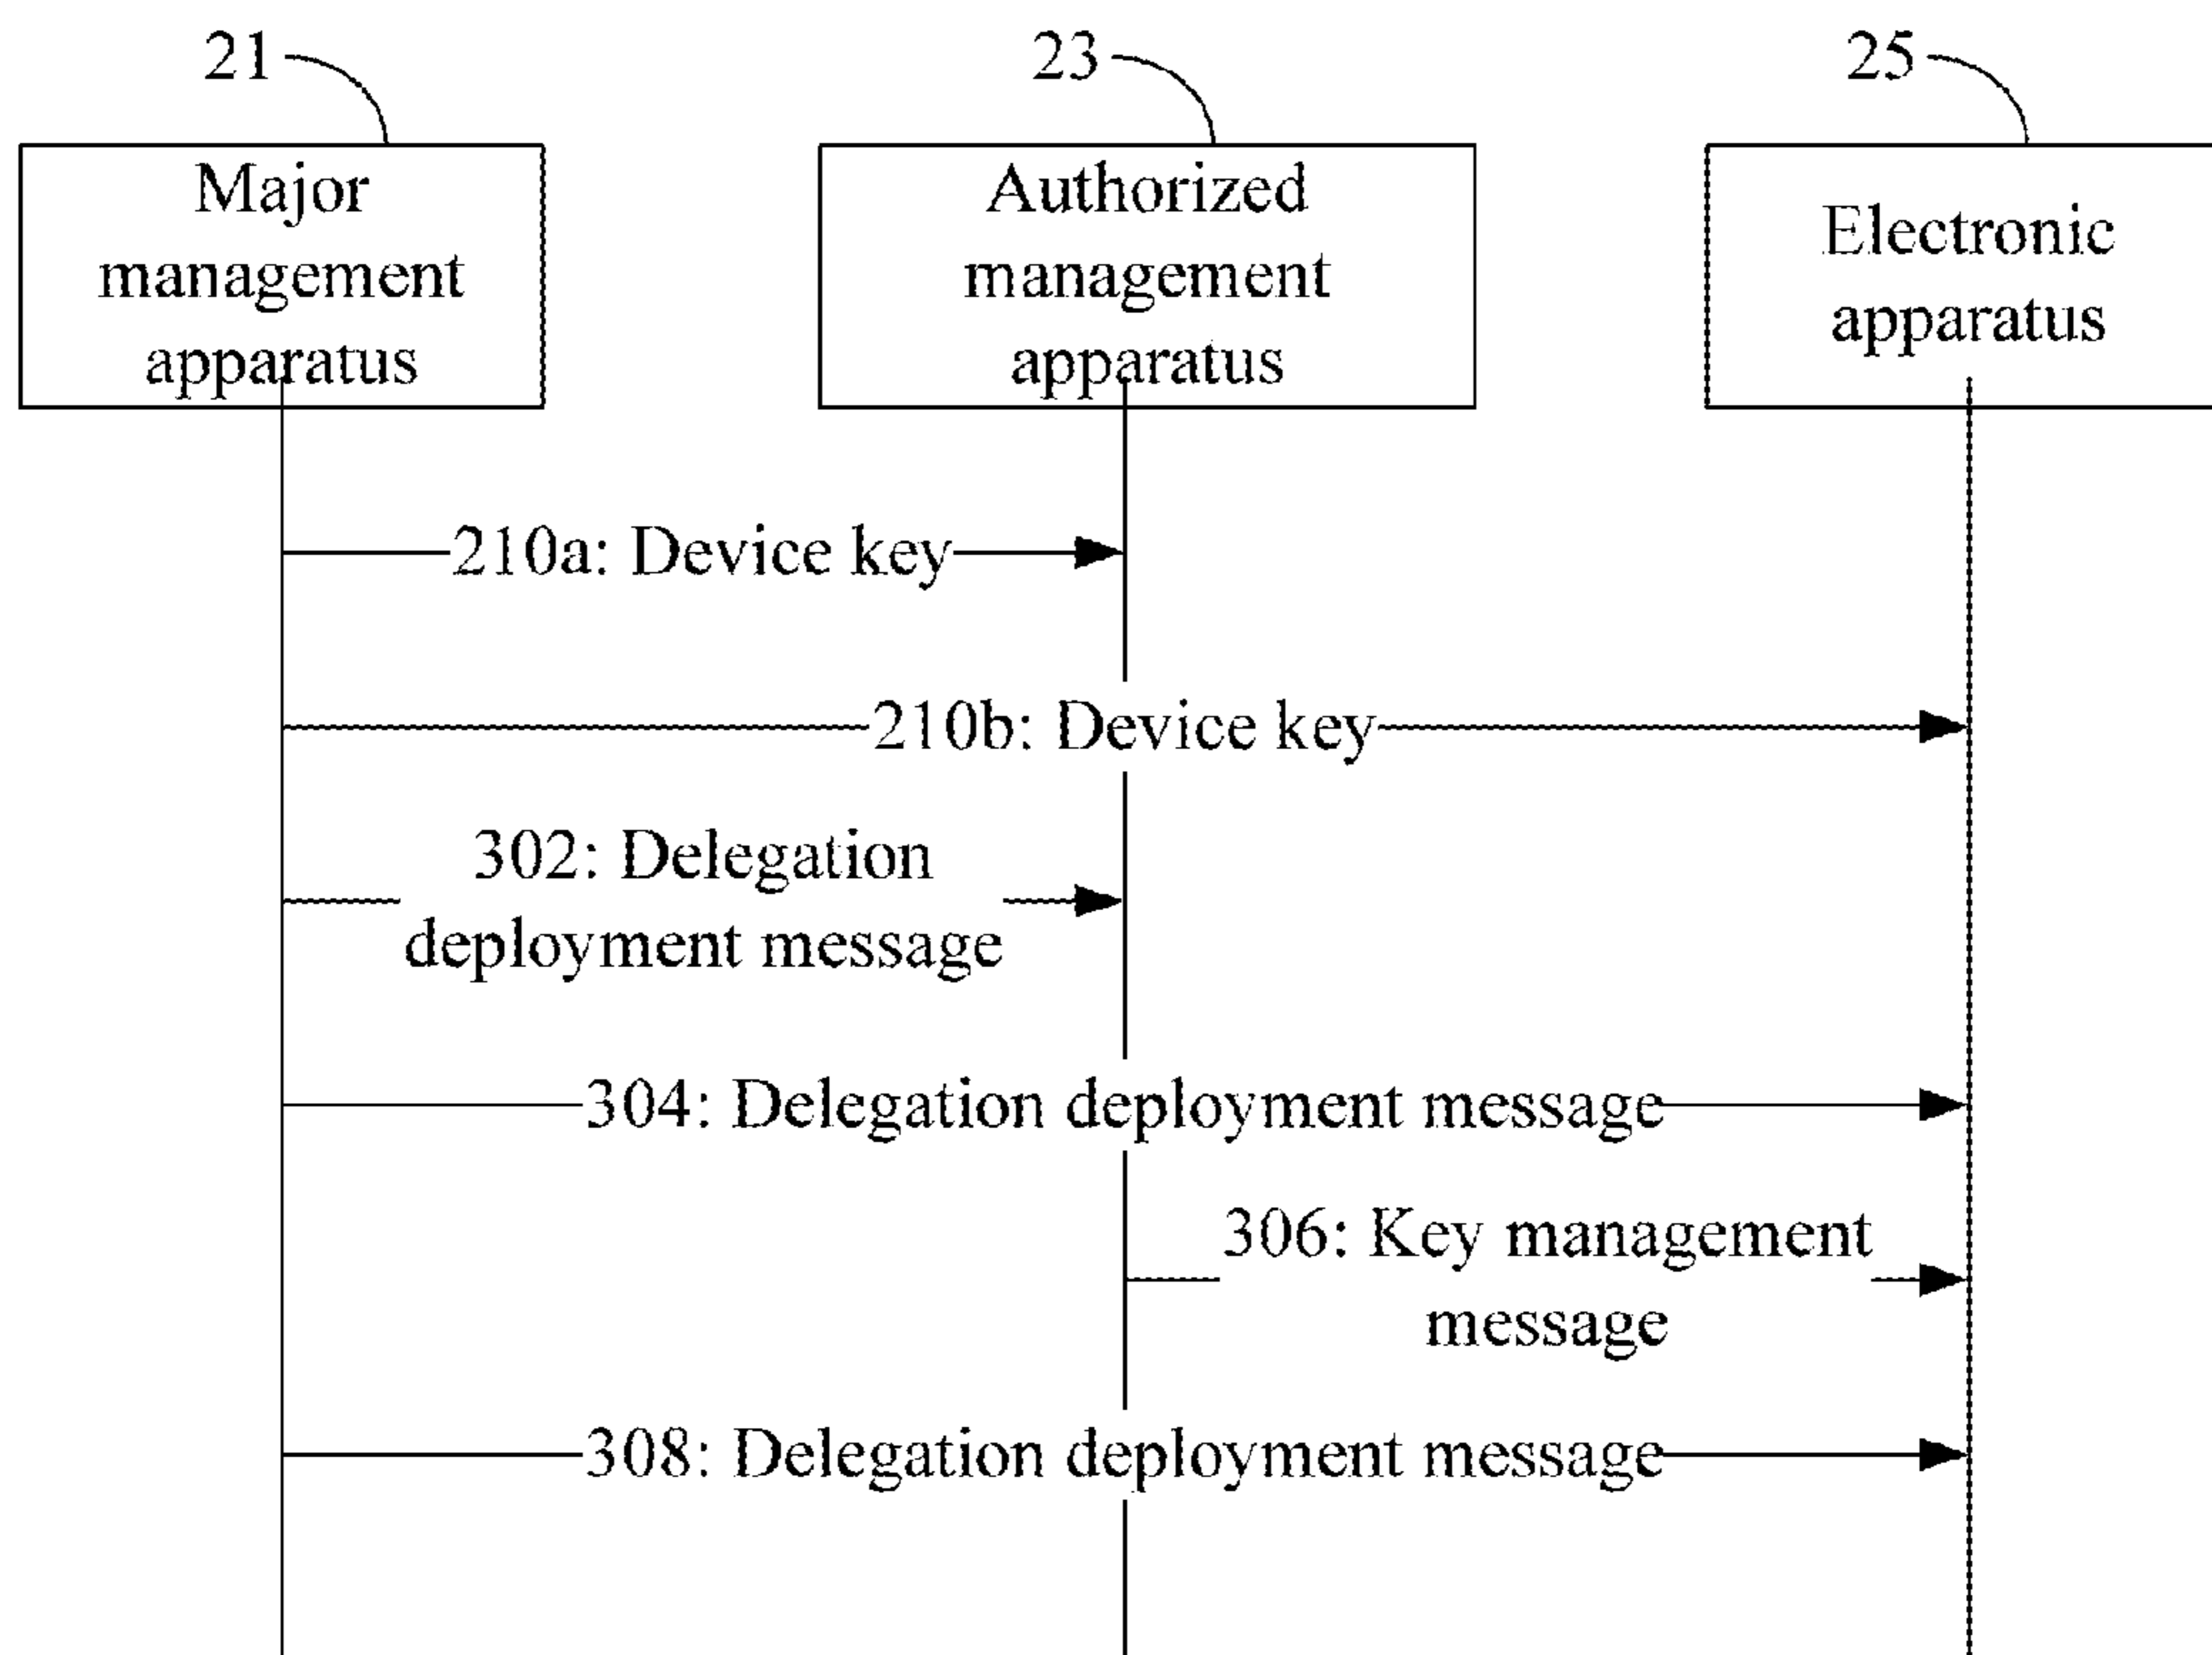 21
23
25
Major
management
apparatus
Authorized
management
apparatus
Electronic
apparatus
210a: Device key
210b: Device key
302: Delegation
deployment message
304: Delegation deployment message
306: Key management
message
308: Delegation deployment message